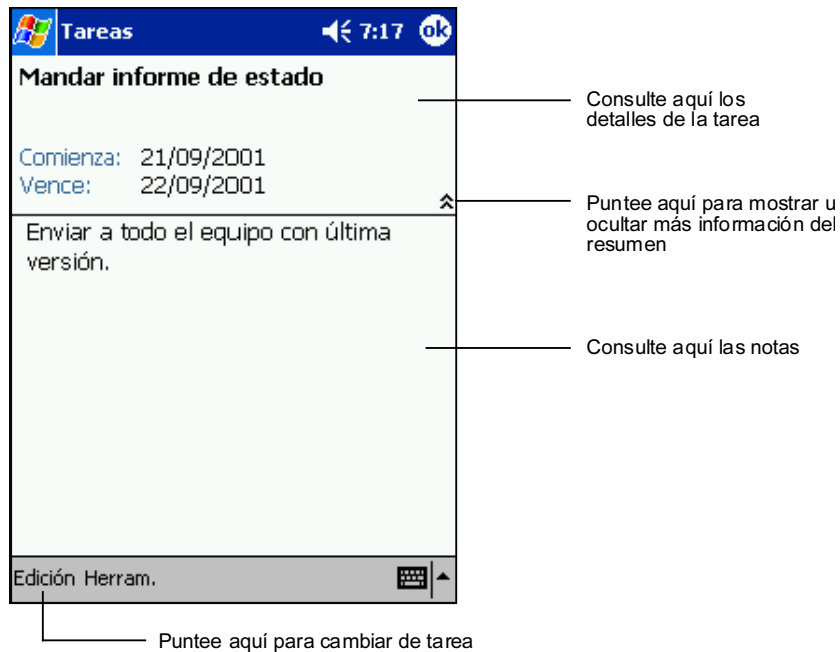 Tareas 7:17 ok
Mandar informe de estado
Comienza: 21/09/2001
Vence: 22/09/2001
Enviar a todo el equipo con última
versión.
Edición Herram.
Consulte aquí los
detalles de la tarea
Puntee aquí para mostrar u
ocultar más información del
resumen
Consulte aquí las notas
Puntee aquí para cambiar de tarea